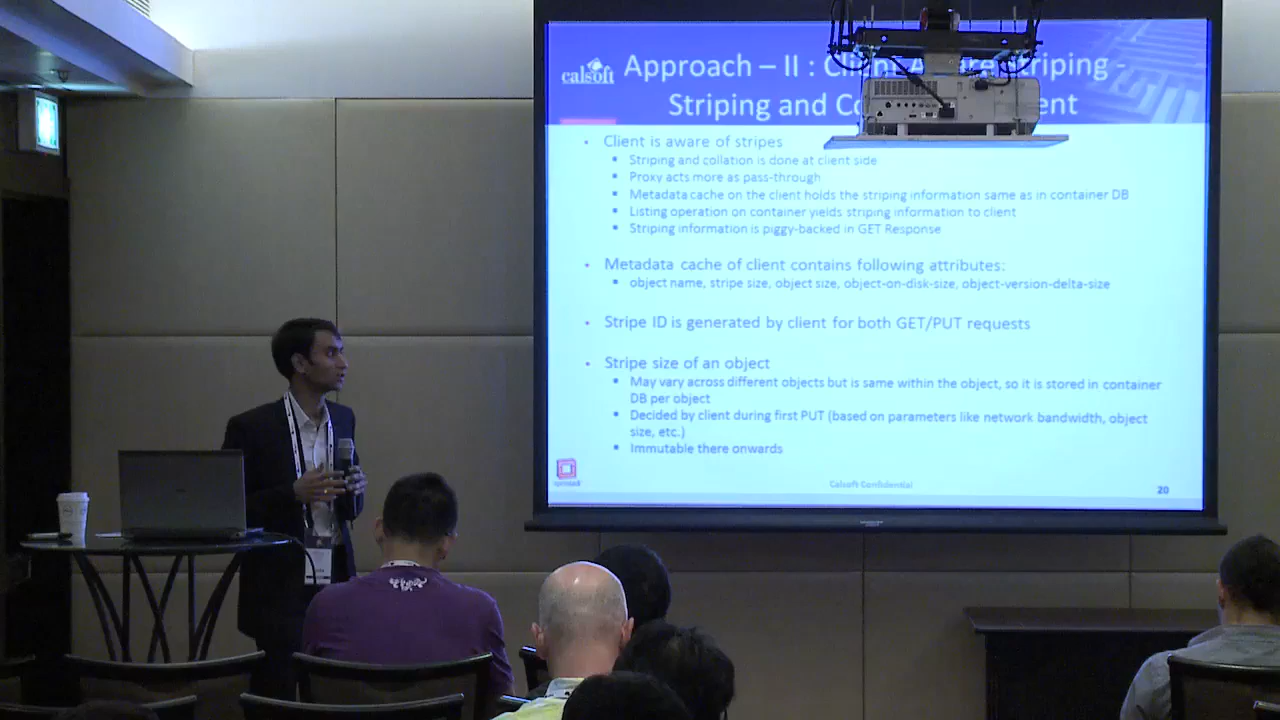 calsoft
Approach – II : Client Aware Striping -
Striping and
Client is aware of stripes
Striping and collation is done at client side
Proxy acts more as pass-through
Metadata cache on the client holds the striping information same as in container DB
Listing operation on container yields striping information to client
Striping information is piggy-backed in GET Response
Metadata cache of client contains following attributes:
object name, stripe size, object size, object-on-disk-size, object-version-delta-size
Stripe ID is generated by client for both GET/PUT requests
Stripe size of an object
May vary across different objects but is same within the object, so it is stored in container
DB per object
Decided by client during first PUT (based on parameters like network bandwidth, object
size, etc.)
Immutable there onwards
Calsoft Confidential
20